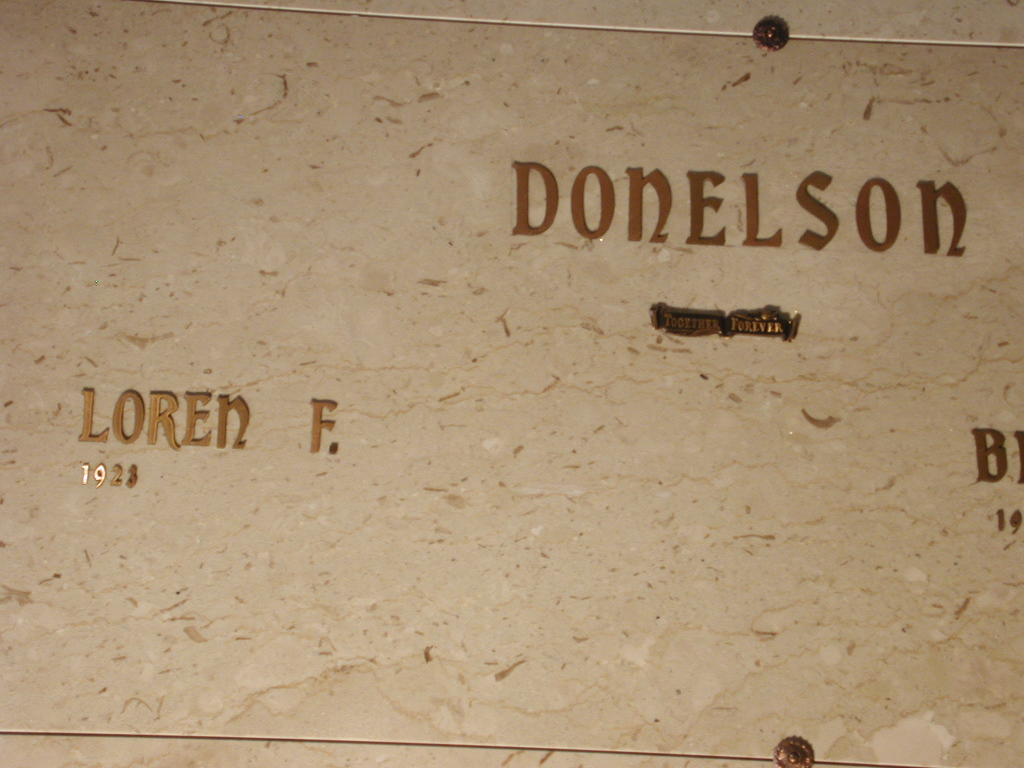 DONELSON
TOGETHER FOREVER
LOREN F.
1923